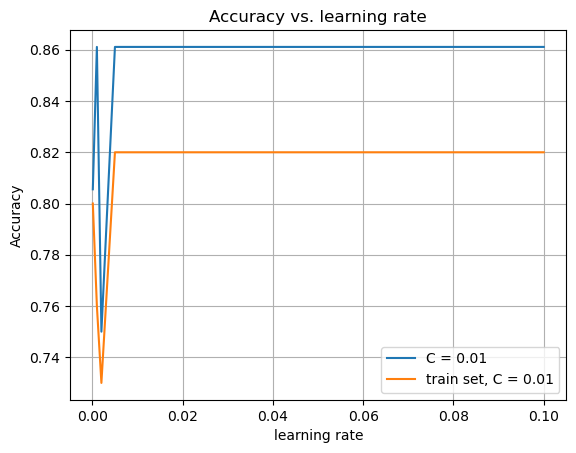 Accuracy vs. learning rate
0.86
0.84
0.82
0.80
0.78
0.76
0.74
Accuracy
C = 0.01
train set, C = 0.01
0.00 0.02 0.04 0.06 0.08 0.10
learning rate